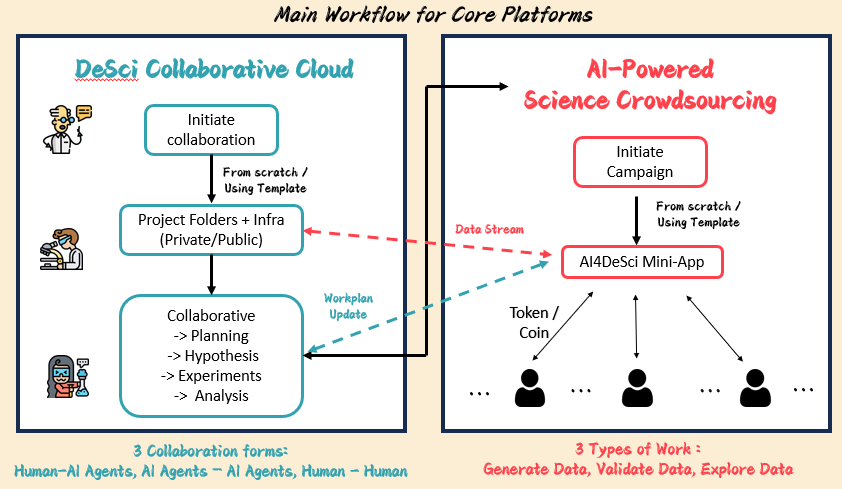 Main Workflow for Core Platforms
DeSci Collaborative Cloud
Initiate
collaboration
From scratch /
Using Template
Project Folders + Infra
(Private/Public)
Collaborative
-> Planning
-> Hypothesis
-> Experiments
-> Analysis
Data Stream
Workplan
Update
AI-Powered
Science Crowdsourcing
Initiate
Campaign
From scratch /
Using Template
AI4DeSci Mini-App
Token /
Coin
... ... ... ...
3 Collaboration forms:
Human-AI Agents, AI Agents - AI Agents, Human - Human
3 Types of Work :
Generate Data, Validate Data, Explore Data